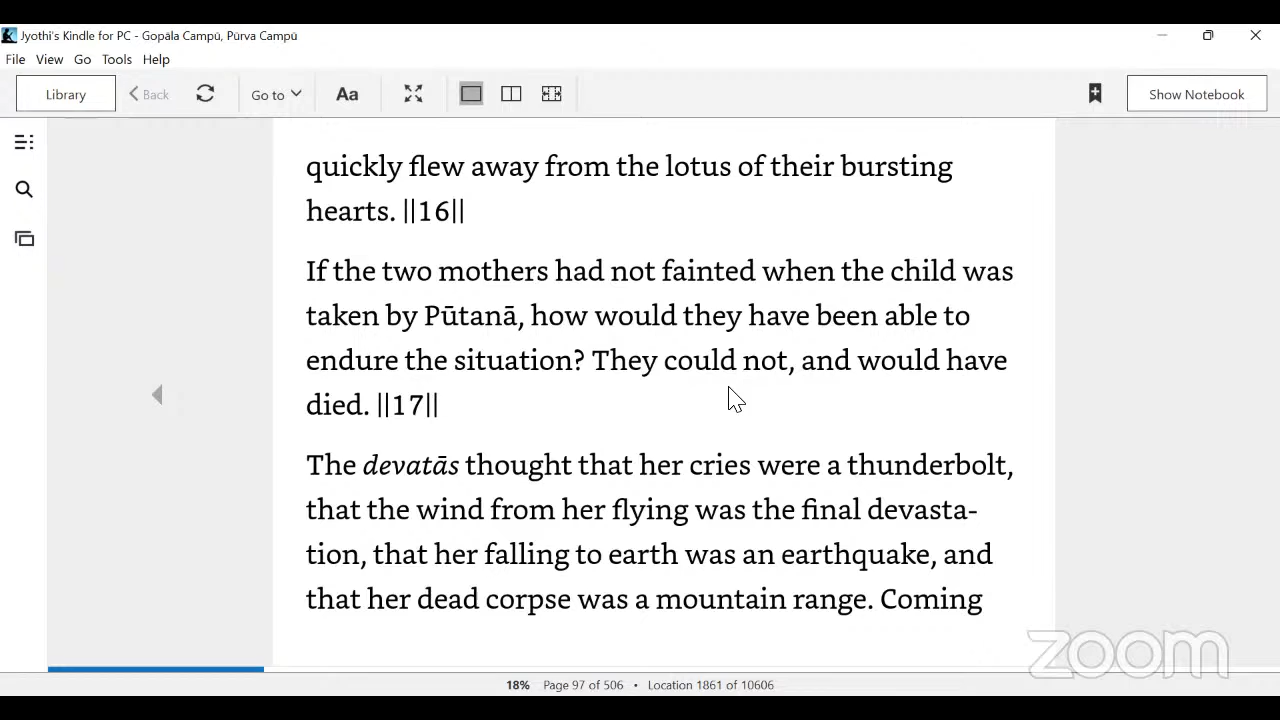 Jyothi's Kindle for PC - Gopāla Campū, Pūrva Campū
File View Go Tools Help
Library Back Go to Aa Show Notebook
quickly flew away from the lotus of their bursting
hearts. ||16||
If the two mothers had not fainted when the child was
taken by Pūtanā, how would they have been able to
endure the situation? They could not, and would have
died. ||17||
The devatās thought that her cries were a thunderbolt,
that the wind from her flying was the final devasta-
tion, that her falling to earth was an earthquake, and
that her dead corpse was a mountain range. Coming
zoom
18% Page 97 of 506 • Location 1861 of 10606